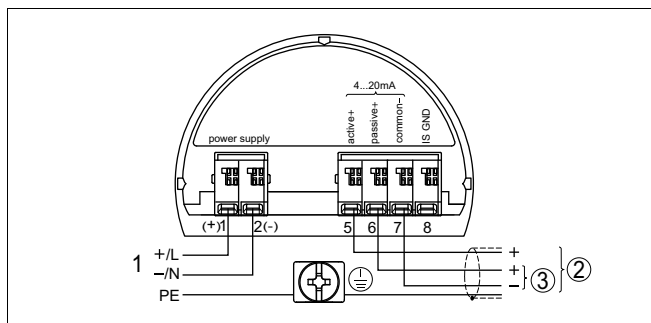 4...20mA
active+
passive+
common-
IS GND
power supply
(+)1 2(-) 5 6 7 8
1
+/L
-/N
PE
+
+
-
③
②